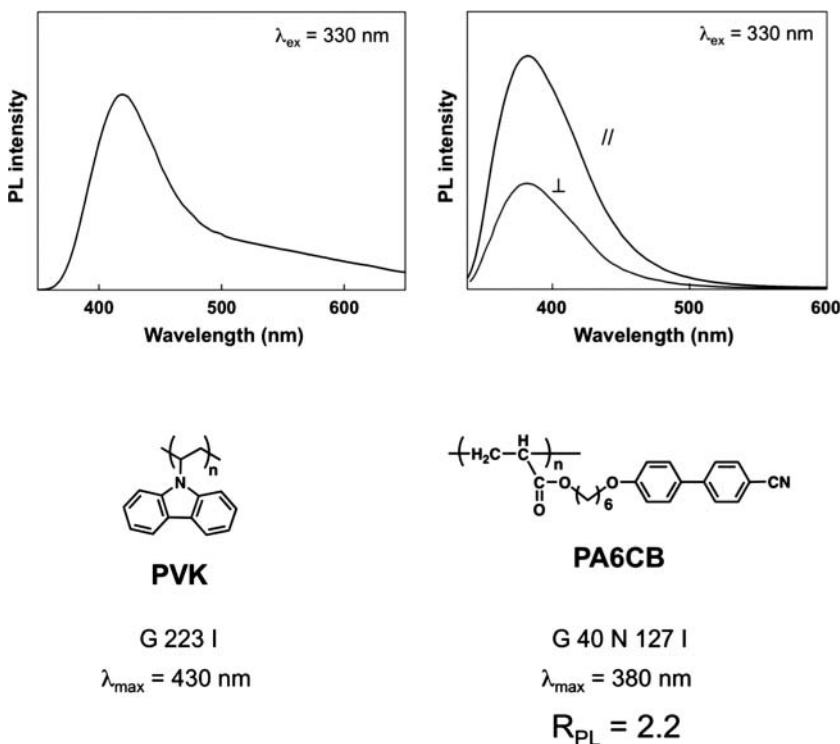 λex = 330 nm
PL intensity
400
500
600
Wavelength (nm)
λex = 330 nm
PL intensity
//
⊥
400
500
600
Wavelength (nm)
n
N
PVK
G 223 I
λmax = 430 nm
H
H₂C
C
n
C
O
O
6
O
CN
PA6CB
G 40 N 127 I
λmax = 380 nm
RPL = 2.2